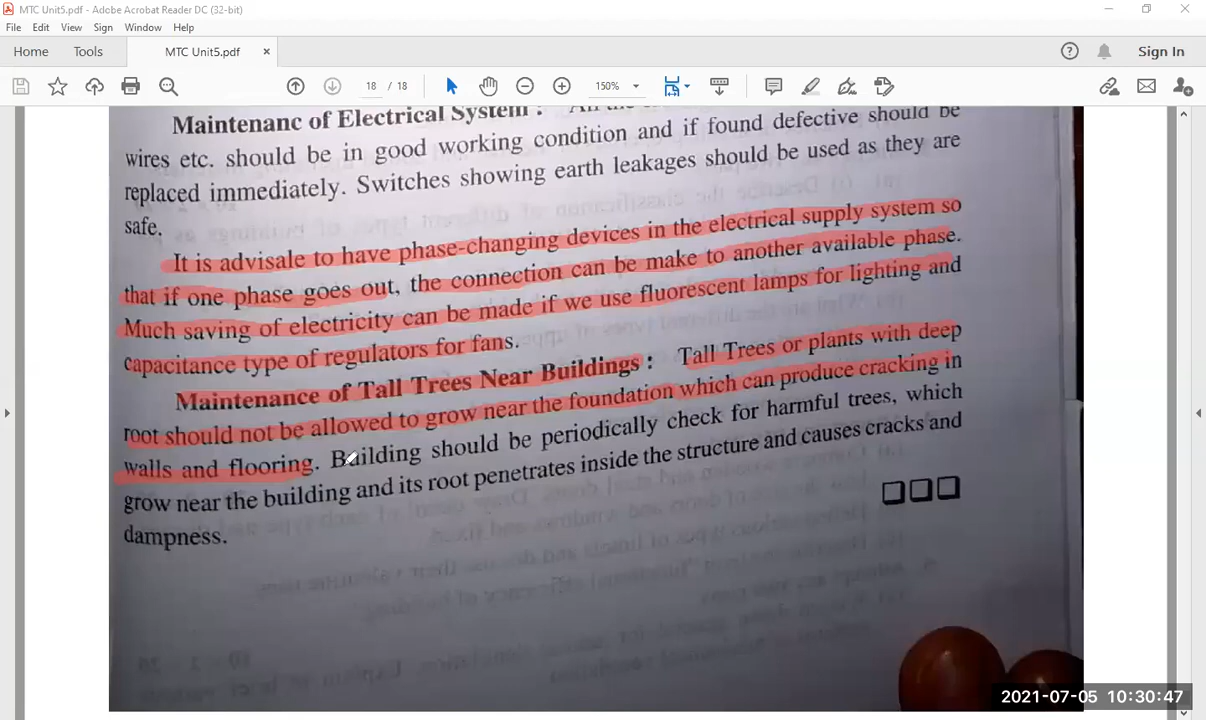 MTC Unit5.pdf - Adobe Acrobat Reader DC (32-bit)
File Edit View Sign Window Help
Home Tools MTC Unit5.pdf × Sign In
18 / 18 150%
Maintenanc of Electrical System :
wires etc. should be in good working condition and if found defective should be
replaced immediately. Switches showing earth leakages should be used as they are
safe.
It is advisale to have phase-changing devices in the electrical supply system so
that if one phase goes out, the connection can be make to another available phase.
Much saving of electricity can be made if we use fluorescent lamps for lighting and
capacitance type of regulators for fans.
Maintenance of Tall Trees Near Buildings : Tall Trees or plants with deep
root should not be allowed to grow near the foundation which can produce cracking in
walls and flooring. Building should be periodically check for harmful trees, which
grow near the building and its root penetrates inside the structure and causes cracks and
dampness.
2021-07-05 10:30:47